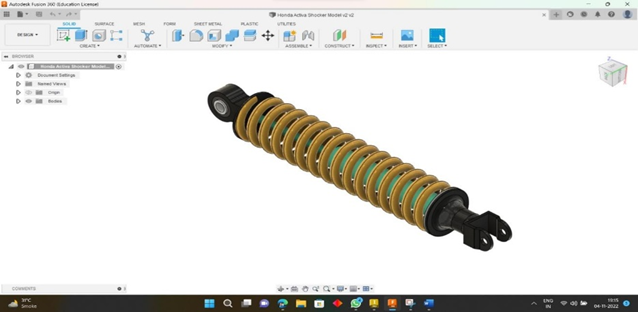 Autodesk Fusion 360 (Education License)
Honda Activa Shocker Model v2 v2
DESIGN
SOLID SURFACE MESH FORM SHEET METAL PLASTIC UTILITIES
CREATE AUTOMATE MODIFY ASSEMBLE CONSTRUCT INSPECT INSERT SELECT
BROWSER
Honda Activa Shocker Model...
Document Settings
Named Views
Origin
Bodies
COMMENTS
31°C
Smoke
ENG
IN
15:15
04-11-2022